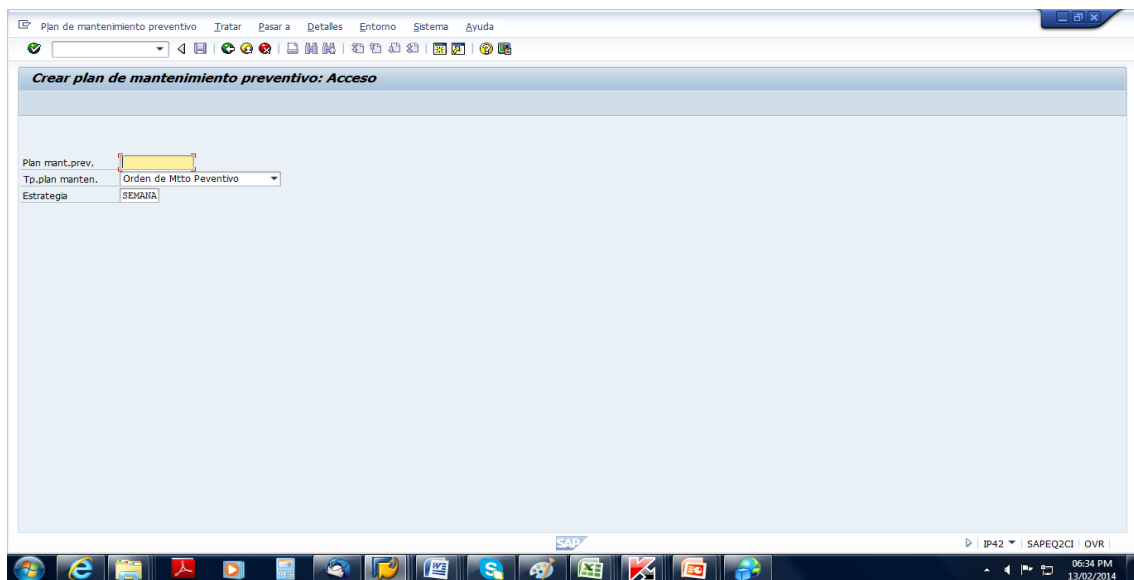 Plan de mantenimiento preventivo Tratar Pasar a Detalles Entorno Sistema Ayuda
Crear plan de mantenimiento preventivo: Acceso
Plan mant.prev.
Tp.plan manten. Orden de Mtto Peventivo
Estrategia SEMANA
SAP
IP42 SAPEQ2CI OVR
06:34 PM
13/02/2014